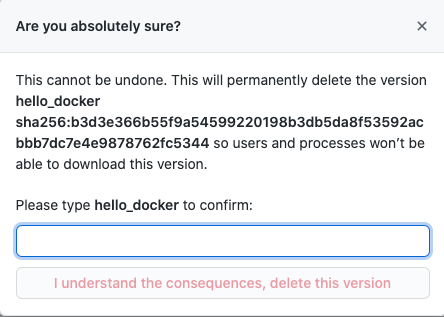 Are you absolutely sure?
This cannot be undone. This will permanently delete the version
hello_docker
sha256:b3d3e366b55f9a54599220198b3db5da8f53592ac
bbb7dc7e4e9878762fc5344 so users and processes won’t be
able to download this version.
Please type hello_docker to confirm:
I understand the consequences, delete this version